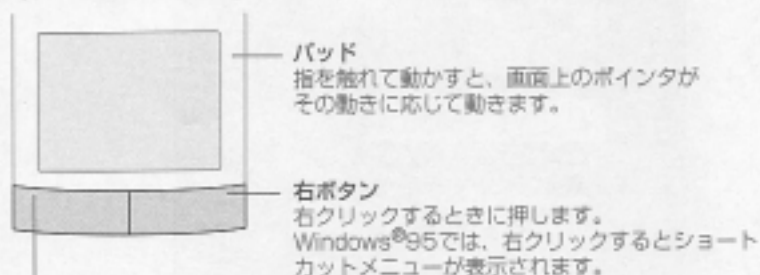 パッド
指を触れて動かすと、画面上のポインタが
その動きに応じて動きます。
右ボタン
右クリックするときに押します。
Windows®95では、右クリックするとショート
カットメニューが表示されます。